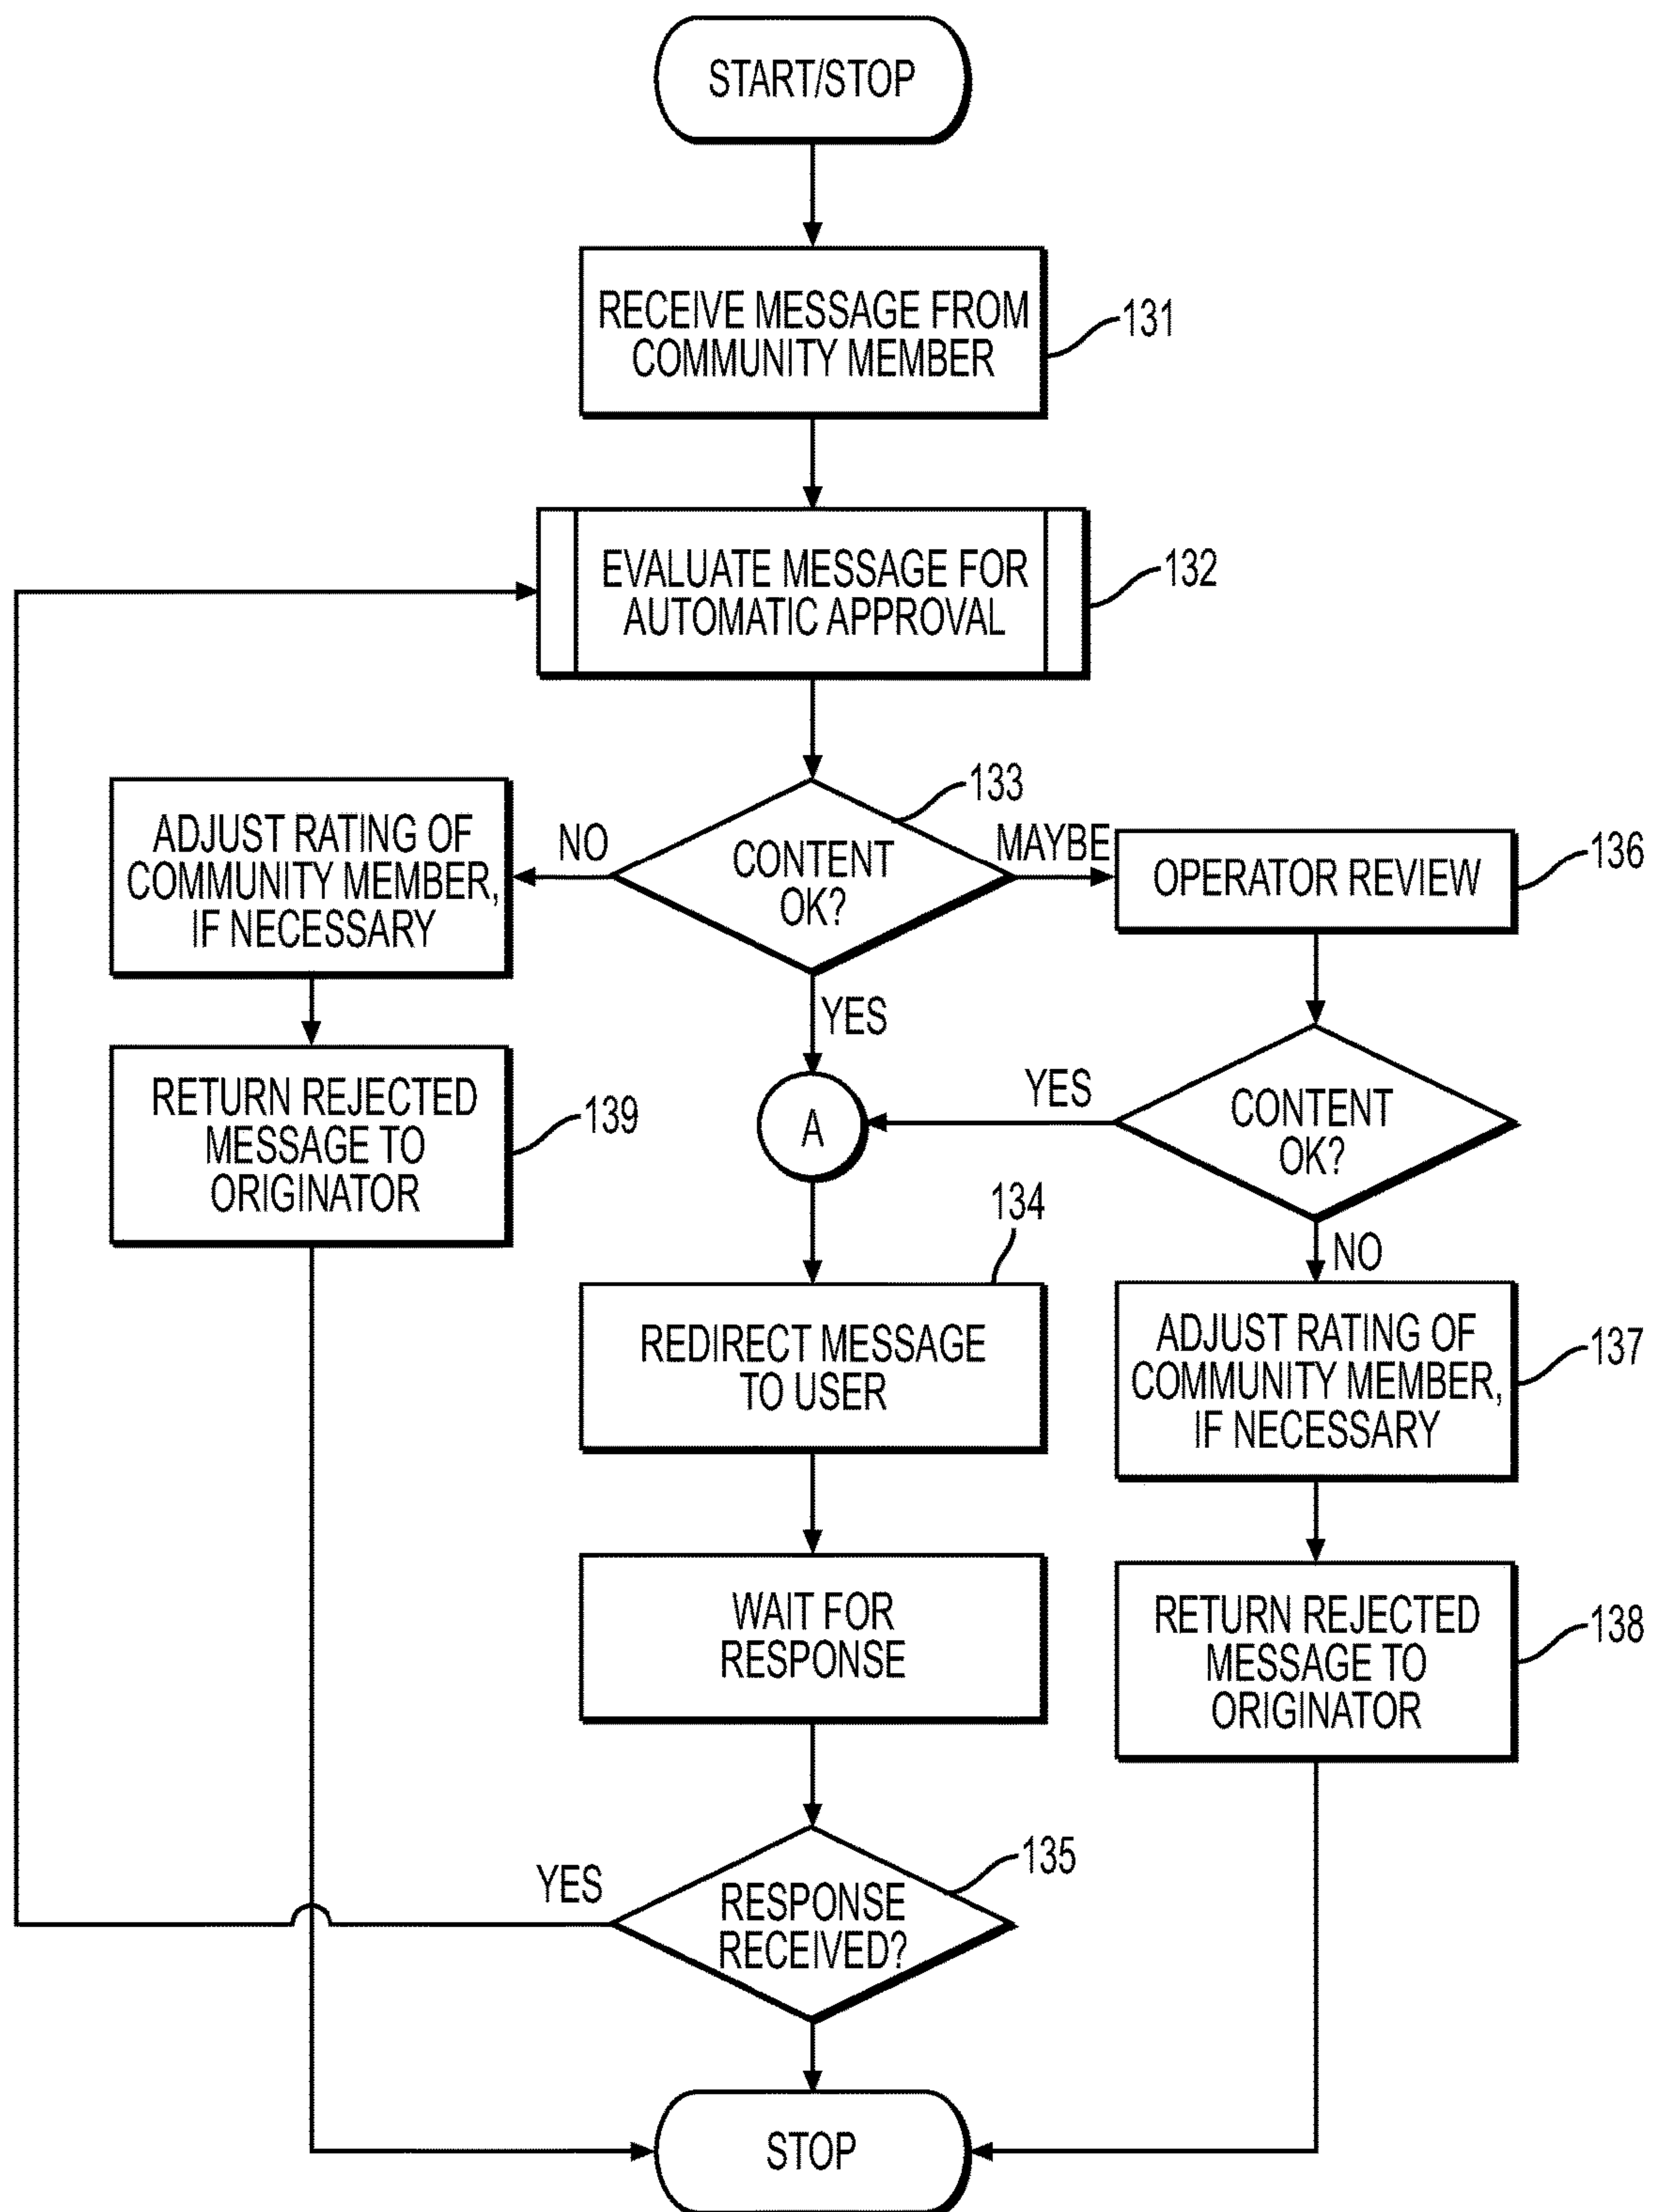 START/STOP
RECEIVE MESSAGE FROM
COMMUNITY MEMBER
131
EVALUATE MESSAGE FOR
AUTOMATIC APPROVAL
132
133
CONTENT
OK?
NO
MAYBE
YES
ADJUST RATING OF
COMMUNITY MEMBER,
IF NECESSARY
OPERATOR REVIEW
136
RETURN REJECTED
MESSAGE TO
ORIGINATOR
139
A
YES
CONTENT
OK?
NO
134
REDIRECT MESSAGE
TO USER
ADJUST RATING OF
COMMUNITY MEMBER,
IF NECESSARY
137
WAIT FOR
RESPONSE
RETURN REJECTED
MESSAGE TO
ORIGINATOR
138
YES
RESPONSE
RECEIVED?
135
STOP